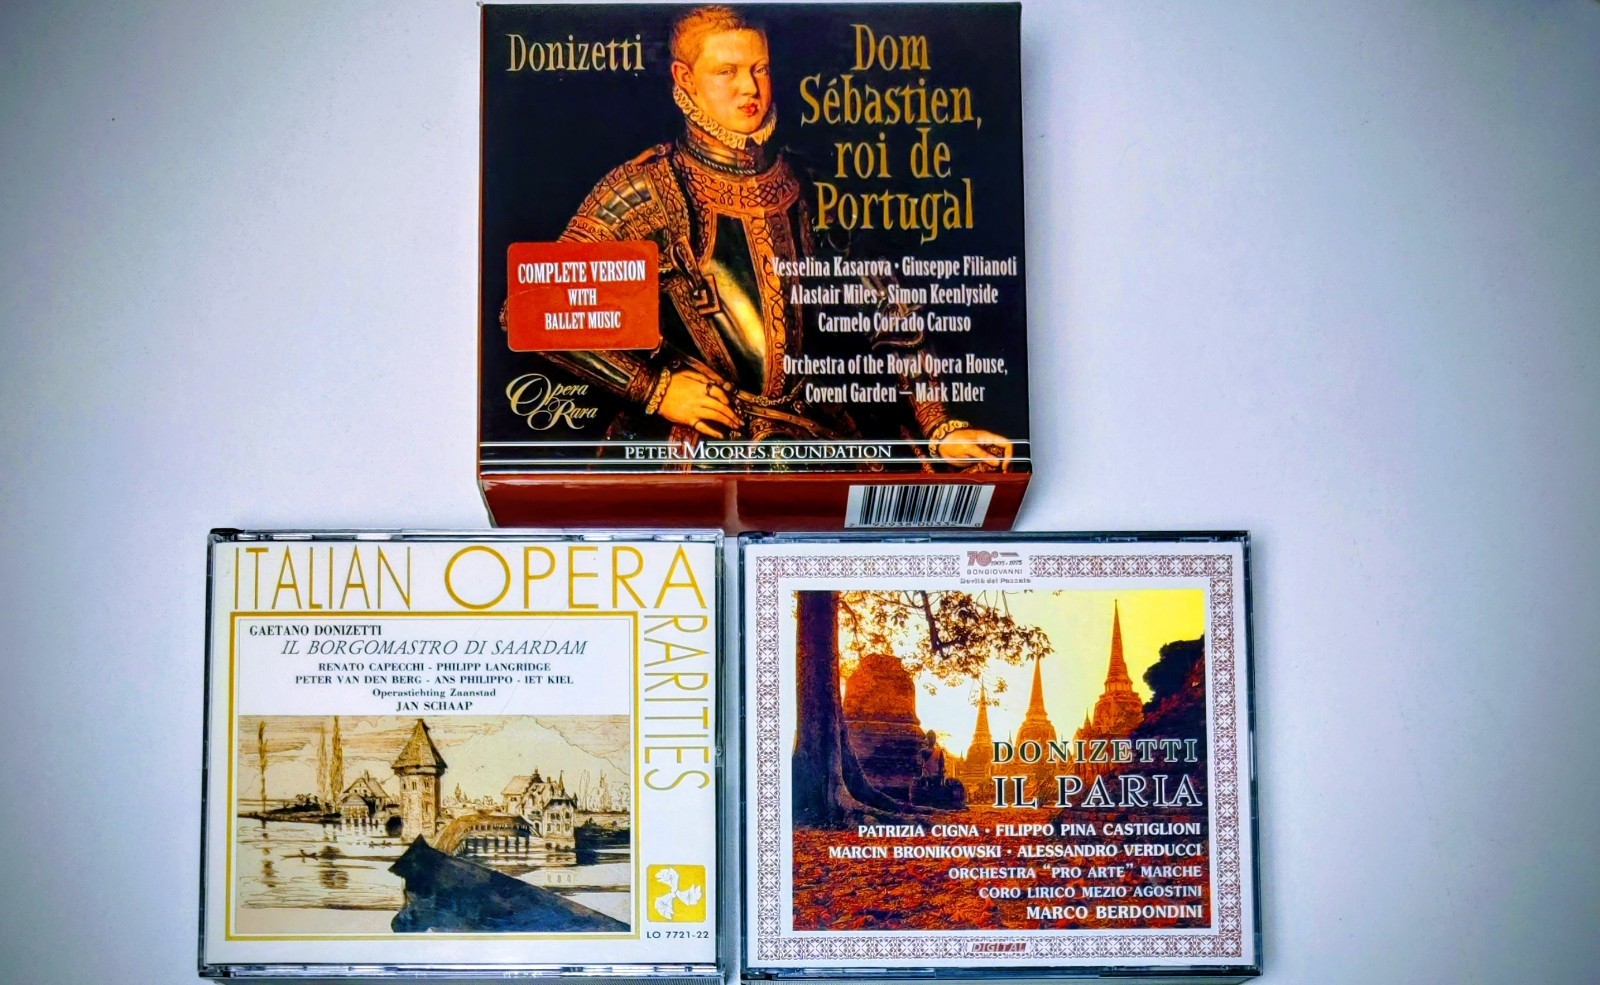 Donizetti
Dom
Sébastien,
roi de
Portugal
Vesselina Kasarova • Giuseppe Filianoti
Alastair Miles • Simon Keenlyside
Carmelo Corrado Caruso
Orchestra of the Royal Opera House,
Covent Garden – Mark Elder
COMPLETE VERSION
WITH
BALLET MUSIC
Opera
Rara
PETER MOORES FOUNDATION
ITALIAN OPERA
RARITIES
GAETANO DONIZETTI
IL BORGOMASTRO DI SAARDAM
RENATO CAPECCHI - PHILIPP LANGRIDGE
PETER VAN DEN BERG - ANS PHILIPPO - IET KIEL
Operastichting Zaanstad
JAN SCHAAP
LO 7721-22
70° 1905-1975
BONGIOVANNI
DONIZETTI
IL PARIA
PATRIZIA CIGNA • FILIPPO PINA CASTIGLIONI
MARCIN BRONIKOWSKI • ALESSANDRO VERDUCCI
ORCHESTRA "PRO ARTE" MARCHE
CORO LIRICO MEZIO AGOSTINI
MARCO BERDONDINI
DIGITAL